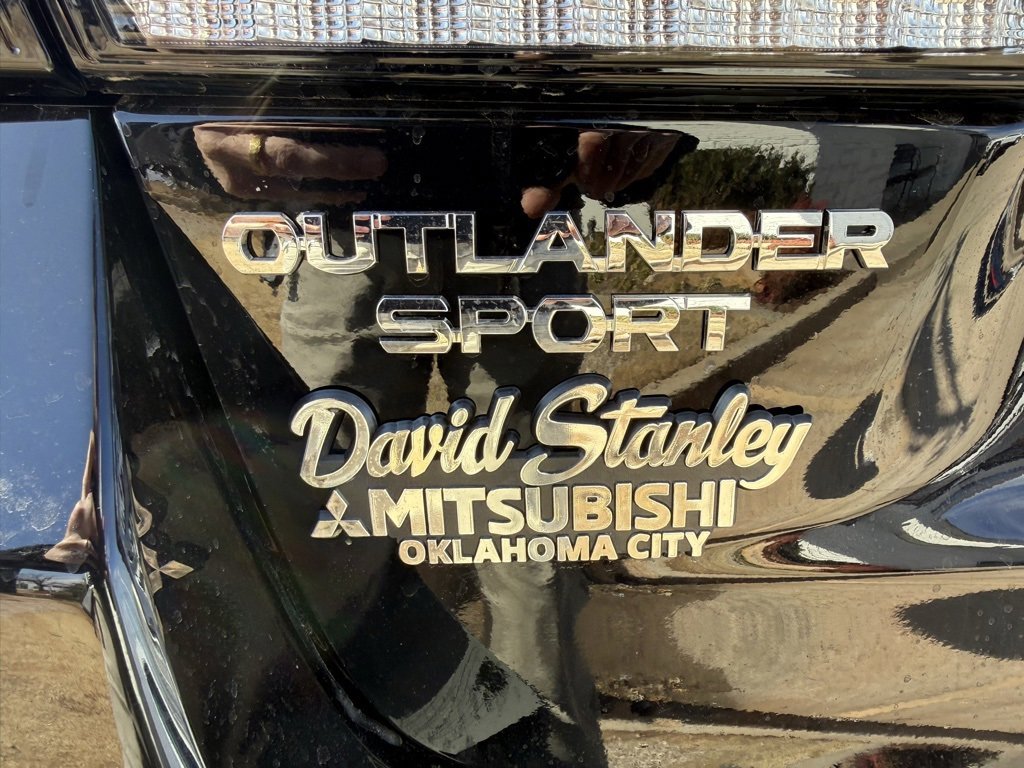 OUTLANDER
SPORT
David Stanley
MITSUBISHI
OKLAHOMA CITY